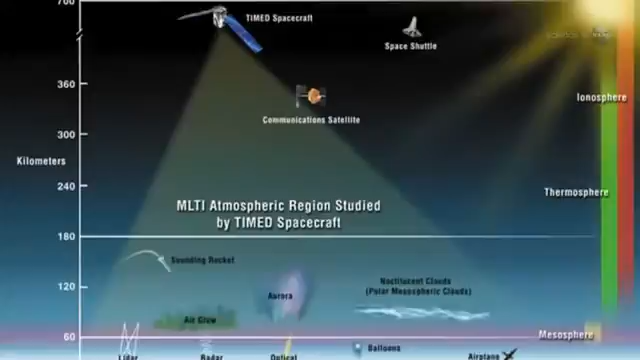 700
TIMED Spacecraft
Space Shuttle
360
Ionosphere
Communications Satellite
300
Kilometers
240
Thermosphere
MLTI Atmospheric Region Studied
by TIMED Spacecraft
180
Sounding Rocket
120
Aurora
Noctilucent Clouds
(Polar Mesospheric Clouds)
Air Glow
60
Mesosphere
Lidar
Radar
Optical
Balloons
Airplane